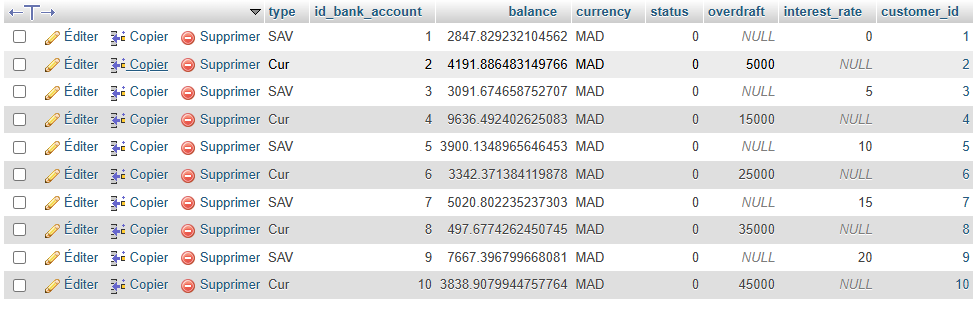 type id_bank_account balance currency status overdraft interest_rate customer_id
Éditer Copier Supprimer SAV 1 2847.829232104562 MAD 0 NULL 0 1
Éditer Copier Supprimer Cur 2 4191.886483149766 MAD 0 5000 NULL 2
Éditer Copier Supprimer SAV 3 3091.674658752707 MAD 0 NULL 5 3
Éditer Copier Supprimer Cur 4 9636.492402625083 MAD 0 15000 NULL 4
Éditer Copier Supprimer SAV 5 3900.1348965646453 MAD 0 NULL 10 5
Éditer Copier Supprimer Cur 6 3342.371384119878 MAD 0 25000 NULL 6
Éditer Copier Supprimer SAV 7 5020.802235237303 MAD 0 NULL 15 7
Éditer Copier Supprimer Cur 8 497.6774262450745 MAD 0 35000 NULL 8
Éditer Copier Supprimer SAV 9 7667.396799668081 MAD 0 NULL 20 9
Éditer Copier Supprimer Cur 10 3838.9079944757764 MAD 0 45000 NULL 10